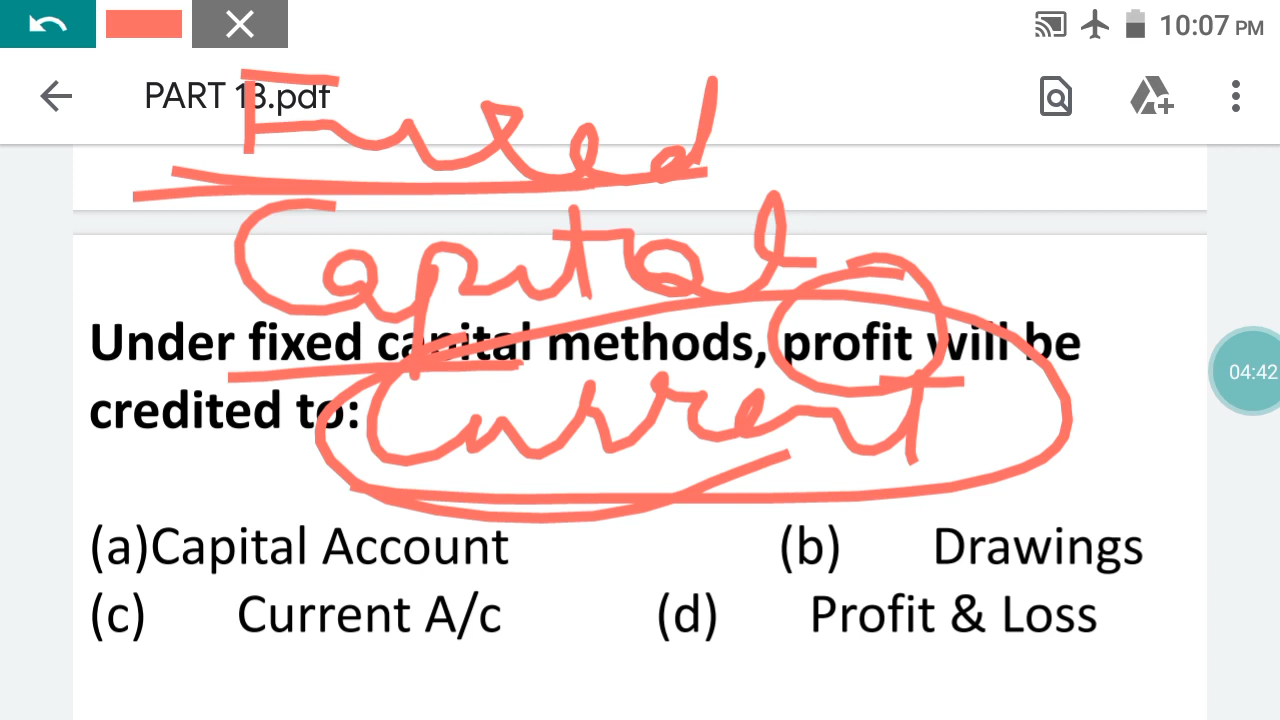 10:07 PM
PART 13.pdf
Fixed
Capital
Under fixed capital methods, profit will be
credited to:
Current
04:42
(a)Capital Account (b) Drawings
(c) Current A/c (d) Profit & Loss